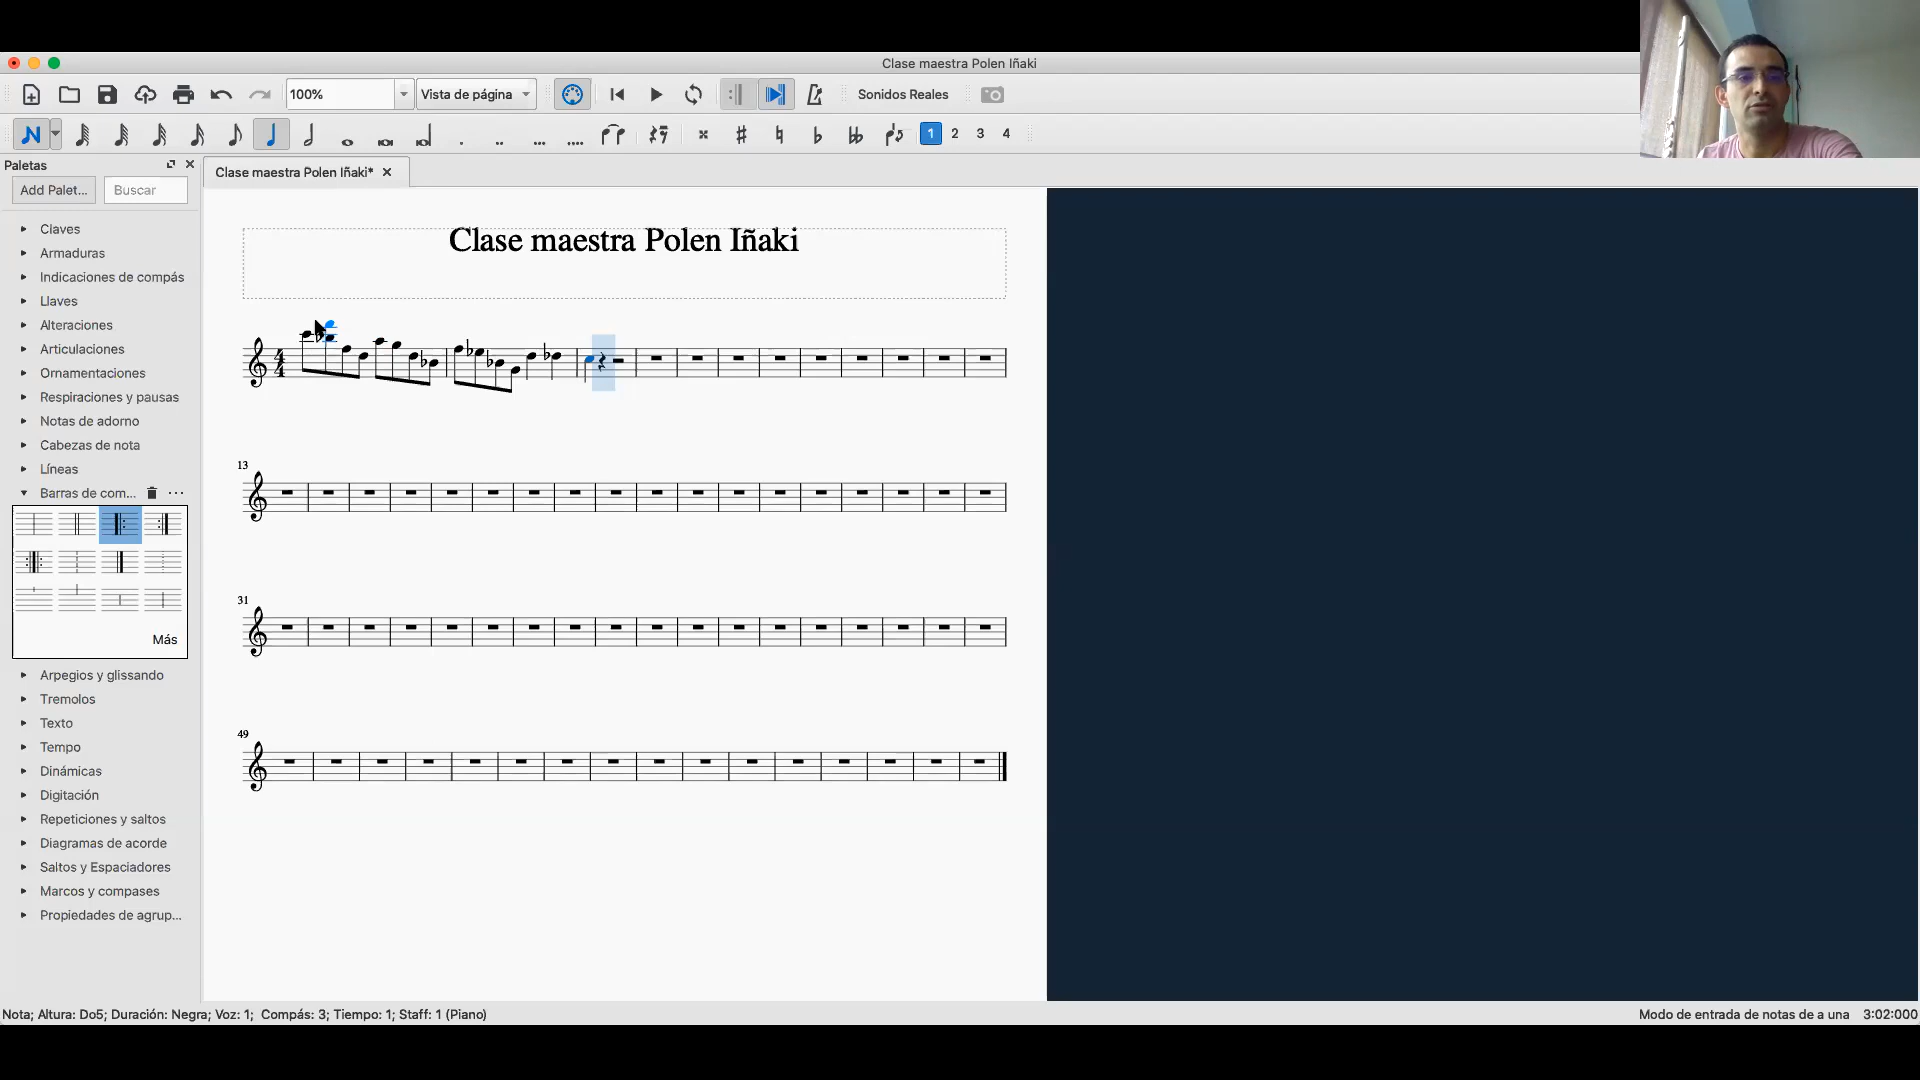 Clase maestra Polen Iñaki
100%
Vista de página
Sonidos Reales
1 2 3 4
Paletas
Add Palet...
Buscar
Clase maestra Polen Iñaki*
Claves
Armaduras
Indicaciones de compás
Llaves
Alteraciones
Articulaciones
Ornamentaciones
Respiraciones y pausas
Notas de adorno
Cabezas de nota
Líneas
Barras de com...
Más
Arpegios y glissando
Tremolos
Texto
Tempo
Dinámicas
Digitación
Repeticiones y saltos
Diagramas de acorde
Saltos y Espaciadores
Marcos y compases
Propiedades de agrup...
Clase maestra Polen Iñaki
4
4
13
31
49
Nota; Altura: Do5; Duración: Negra; Voz: 1; Compás: 3; Tiempo: 1; Staff: 1 (Piano)
Modo de entrada de notas de a una 3:02:000